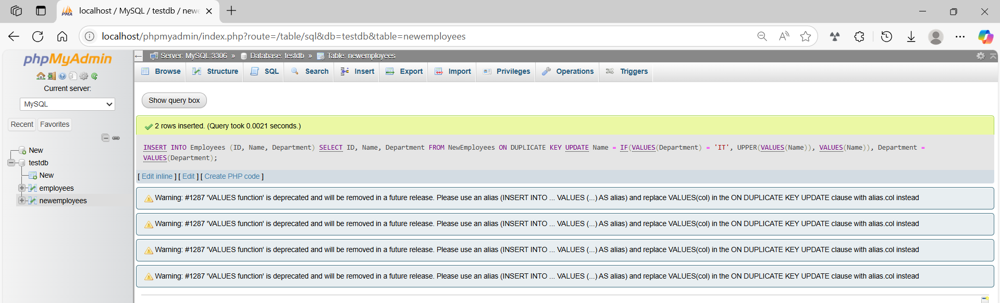 localhost / MySQL / testdb / new
localhost/phpmyadmin/index.php?route=/table/sql&db=testdb&table=newemployees
phpMyAdmin
Server: MySQL:3306 » Database: testdb » Table: newemployees
Browse Structure SQL Search Insert Export Import Privileges Operations Triggers
Current server:
MySQL
Recent Favorites
New
testdb
New
employees
newemployees
Show query box
2 rows inserted. (Query took 0.0021 seconds.)
INSERT INTO Employees (ID, Name, Department) SELECT ID, Name, Department FROM NewEmployees ON DUPLICATE KEY UPDATE Name = IF(VALUES(Department) = 'IT', UPPER(VALUES(Name)), VALUES(Name)), Department =
VALUES(Department);
[ Edit inline ] [ Edit ] [ Create PHP code ]
Warning: #1287 'VALUES function' is deprecated and will be removed in a future release. Please use an alias (INSERT INTO ... VALUES (...) AS alias) and replace VALUES(col) in the ON DUPLICATE KEY UPDATE clause with alias.col instead
Warning: #1287 'VALUES function' is deprecated and will be removed in a future release. Please use an alias (INSERT INTO ... VALUES (...) AS alias) and replace VALUES(col) in the ON DUPLICATE KEY UPDATE clause with alias.col instead
Warning: #1287 'VALUES function' is deprecated and will be removed in a future release. Please use an alias (INSERT INTO ... VALUES (...) AS alias) and replace VALUES(col) in the ON DUPLICATE KEY UPDATE clause with alias.col instead
Warning: #1287 'VALUES function' is deprecated and will be removed in a future release. Please use an alias (INSERT INTO ... VALUES (...) AS alias) and replace VALUES(col) in the ON DUPLICATE KEY UPDATE clause with alias.col instead